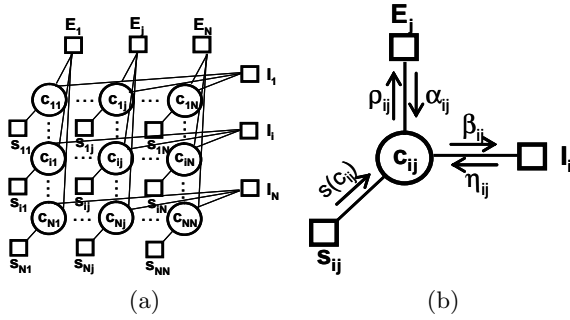 E1 Ej EN
I1
c11 c1j c1N
s11 s1j s1N
Ii
ci1 cij ciN
si1 sij siN
IN
cN1 cNj cNN
sN1 sNj sNN
(a)
Ej
ρij αij
βij
cij Ii
ηij
s(cij)
sij
(b)